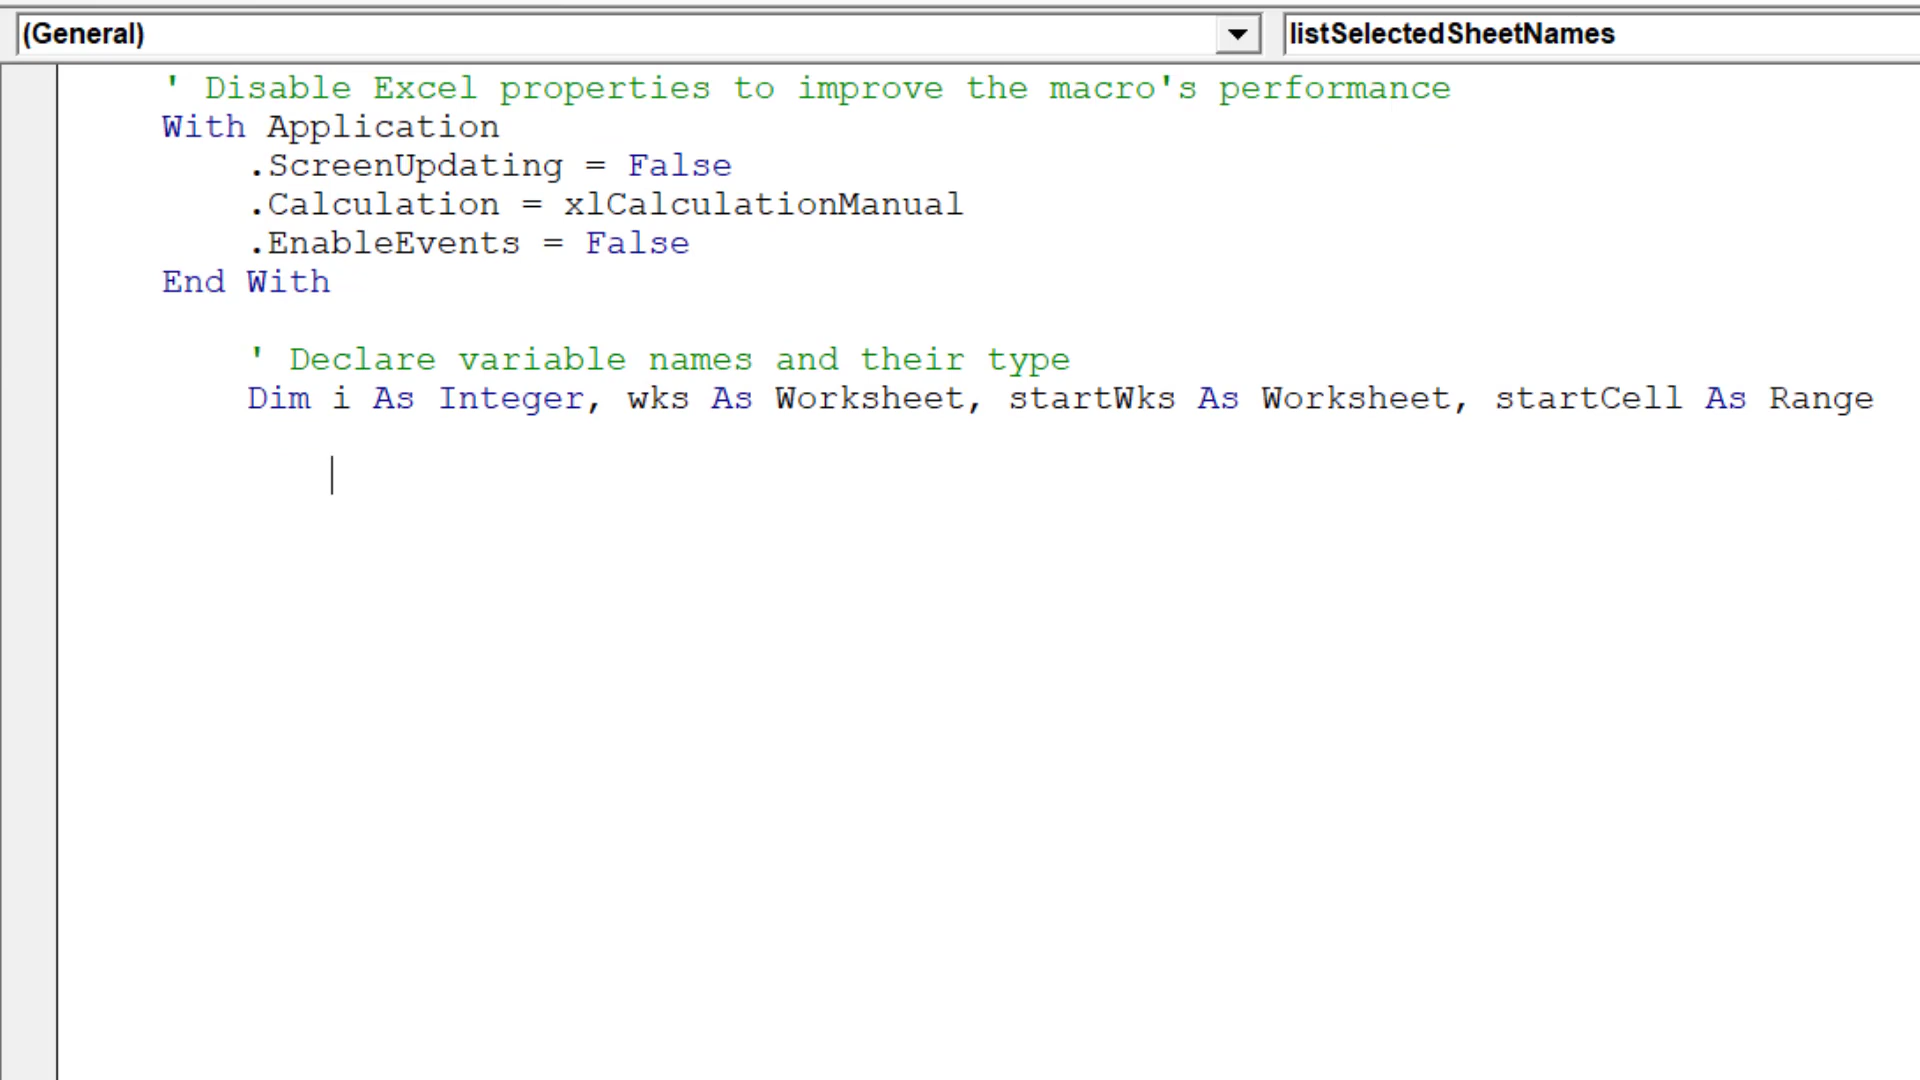 (General)
listSelectedSheetNames
' Disable Excel properties to improve the macro's performance
With Application
.ScreenUpdating = False
.Calculation = xlCalculationManual
.EnableEvents = False
End With
' Declare variable names and their type
Dim i As Integer, wks As Worksheet, startWks As Worksheet, startCell As Range